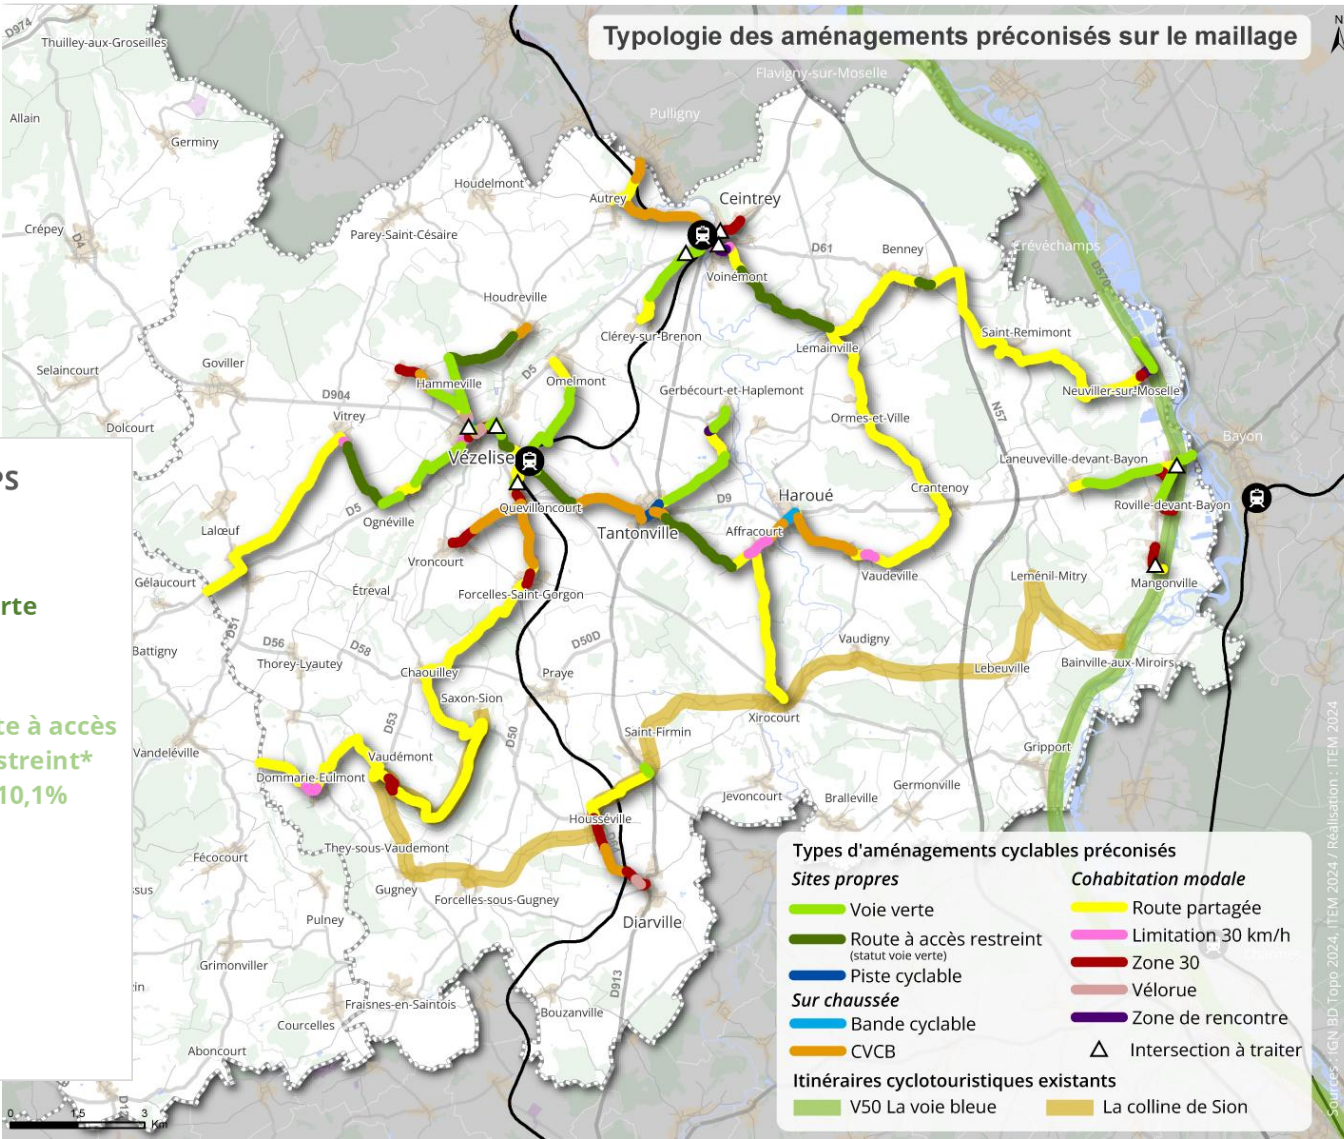 Typologie des aménagements préconisés sur le maillage
N
D974
Thuilley-aux-Groseilles
Flavigny-sur-Moselle
Pulligny
Allain
Germiny
Houdelmont
Autrey
Ceintrey
Crépey
D4
Parey-Saint-Césaire
D61
Benney
Crévéchamps
D570
Voinémont
Houdreville
Clérey-sur-Brenon
Lemainville
Saint-Remimont
Selaincourt
Goviller
D5
Hammeville
Omelmont
Gerbécourt-et-Haplemont
Neuviller-sur-Moselle
D904
Vitrey
Ormes-et-Ville
N57
Dolcourt
Bayon
Vézelise
Laneuveville-devant-Bayon
PS
D9
Haroué
Crantenoy
Roville-devant-Bayon
D5
Ognéville
Quevilloncourt
Tantonville
Affracourt
Lalœuf
Vroncourt
Vaudeville
Gélaucourt
Étreval
Forcelles-Saint-Gorgon
Leménil-Mitry
Mangonville
rte
D51
D56
D58
D50D
Vaudigny
Battigny
Thorey-Lyautey
Chaouilley
Praye
Lebeuville
Bainville-aux-Miroirs
Saxon-Sion
te à accès
streint*
10,1%
D53
D50
Xirocourt
Saint-Firmin
Vandeléville
Vaudémont
Gripport
Dommarie-Eulmont
Jevoncourt
Bralleville
Germonville
Housséville
They-sous-Vaudemont
Fécocourt
Gugney
Forcelles-sous-Gugney
Diarville
Pulney
Grimonviller
D913
Fraisnes-en-Saintois
Bouzanville
Courcelles
Aboncourt
0 1,5 3
Km
Types d'aménagements cyclables préconisés
Sites propres
Voie verte
Route à accès restreint
(statut voie verte)
Piste cyclable
Sur chaussée
Bande cyclable
CVCB
Cohabitation modale
Route partagée
Limitation 30 km/h
Zone 30
Vélorue
Zone de rencontre
Intersection à traiter
Itinéraires cyclotouristiques existants
V50 La voie bleue
La colline de Sion
Sources : IGN BD Topo 2024, ITEM 2024 / Réalisation : ITEM 2024